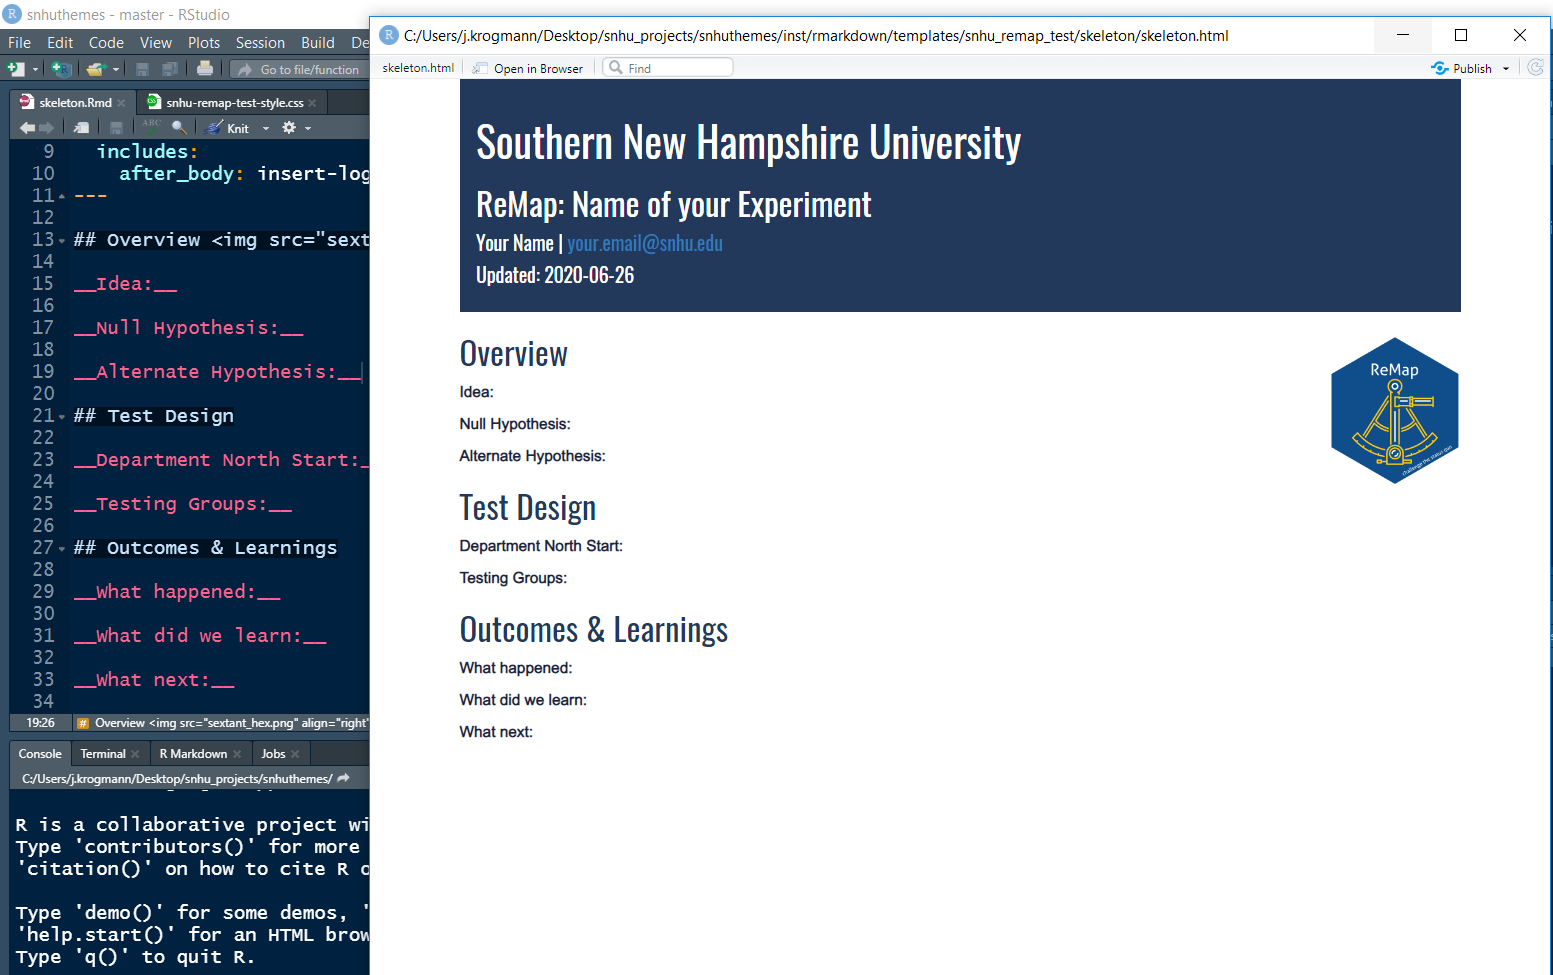 snhuthemes - master - RStudio
File Edit Code View Plots Session Build De
Go to file/function
skeleton.Rmd
snhu-remap-test-style.css
ABC
Knit
9 includes:
10 after_body: insert-log
11 ---
12
13 ## Overview <img src="sext
14
15 __Idea:__
16
17 __Null Hypothesis:__
18
19 __Alternate Hypothesis:__
20
21 ## Test Design
22
23 __Department North Start:_
24
25 __Testing Groups:__
26
27 ## Outcomes & Learnings
28
29 __What happened:__
30
31 __What did we learn:__
32
33 __What next:__
34
19:26 # Overview <img src="sextant_hex.png" align="right"
Console Terminal R Markdown Jobs
C:/Users/j.krogmann/Desktop/snhu_projects/snhuthemes/
R is a collaborative project wi
Type 'contributors()' for more
'citation()' on how to cite R o
Type 'demo()' for some demos, '
'help.start()' for an HTML brow
Type 'q()' to quit R.
C:/Users/j.krogmann/Desktop/snhu_projects/snhuthemes/inst/rmarkdown/templates/snhu_remap_test/skeleton/skeleton.html
skeleton.html Open in Browser Find Publish
Southern New Hampshire University
ReMap: Name of your Experiment
Your Name | your.email@snhu.edu
Updated: 2020-06-26
Overview
Idea:
Null Hypothesis:
Alternate Hypothesis:
ReMap
challenge the status quo
Test Design
Department North Start:
Testing Groups:
Outcomes & Learnings
What happened:
What did we learn:
What next: